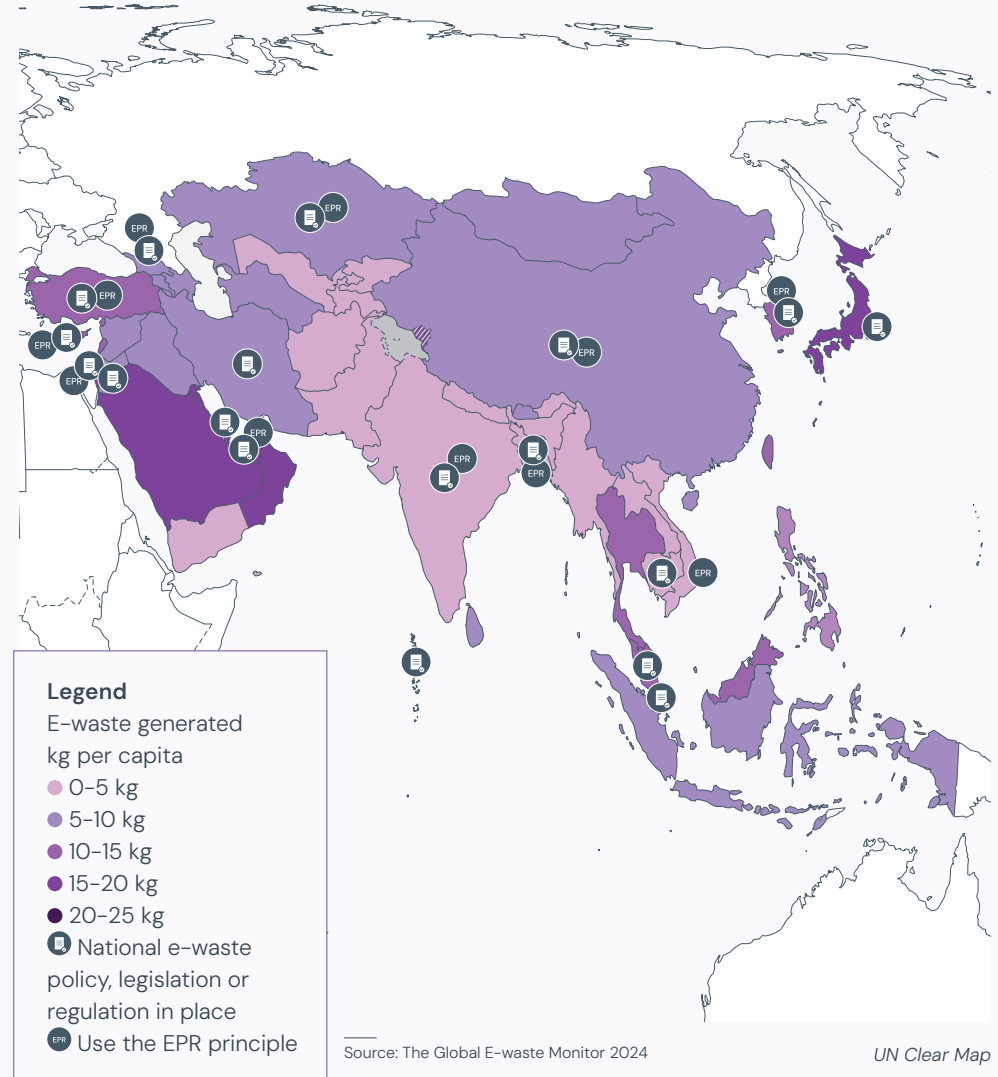 EPR
EPR
EPR
EPR
EPR
EPR
EPR
EPR
EPR
EPR
EPR
EPR
Legend
E-waste generated
kg per capita
0-5 kg
5-10 kg
10-15 kg
15-20 kg
20-25 kg
National e-waste
policy, legislation or
regulation in place
EPR Use the EPR principle
Source: The Global E-waste Monitor 2024
UN Clear Map